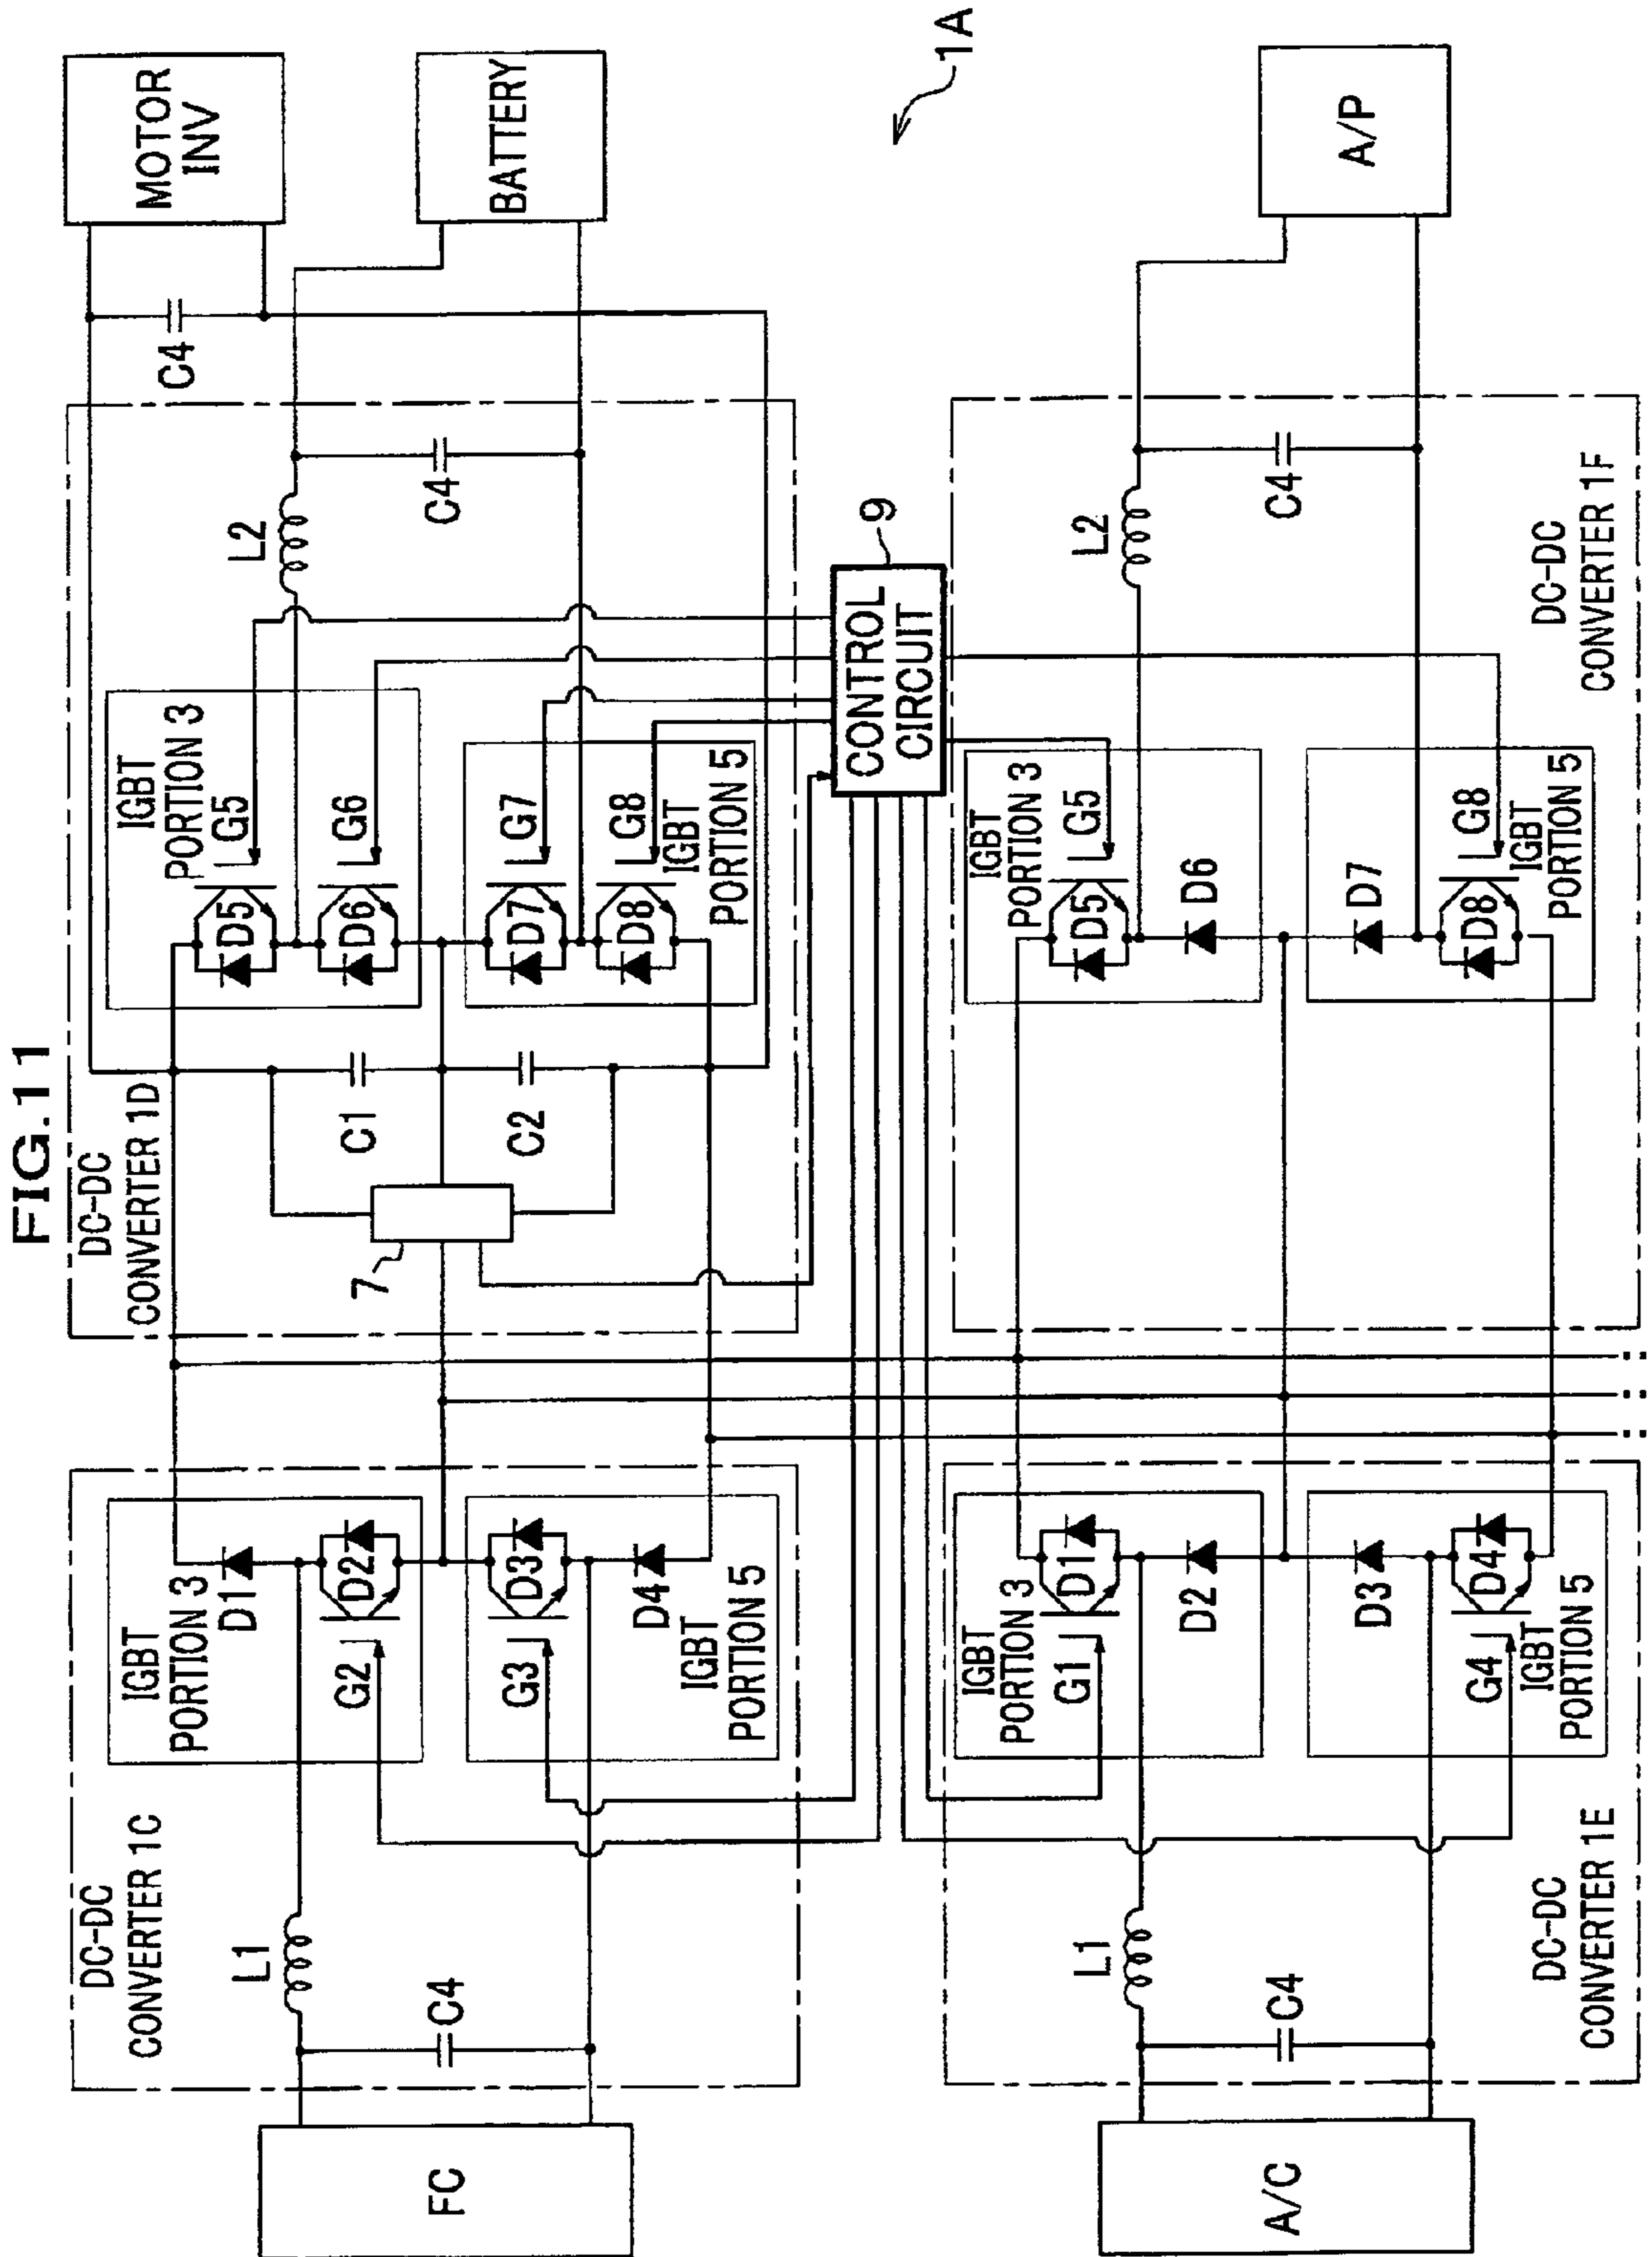 FIG.11
1A
DC-DC
CONVERTER 1C
FC
C4
L1
IGBT
PORTION 3
D1
D2
G2
G3
D3
D4
IGBT
PORTION 5
DC-DC
CONVERTER 1D
7
C1
C2
IGBT
PORTION 3
G5
D5
G6
D6
G7
D7
G8
D8
IGBT
PORTION 5
L2
C4
C4
MOTOR
INV
BATTERY
CONTROL
CIRCUIT
9
A/C
C4
L1
IGBT
PORTION 3
G1
D1
D2
D3
D4
G4
IGBT
PORTION 5
DC-DC
CONVERTER 1E
IGBT
PORTION 3
G5
D5
D6
D7
G8
D8
IGBT
PORTION 5
L2
C4
DC-DC
CONVERTER 1F
A/P